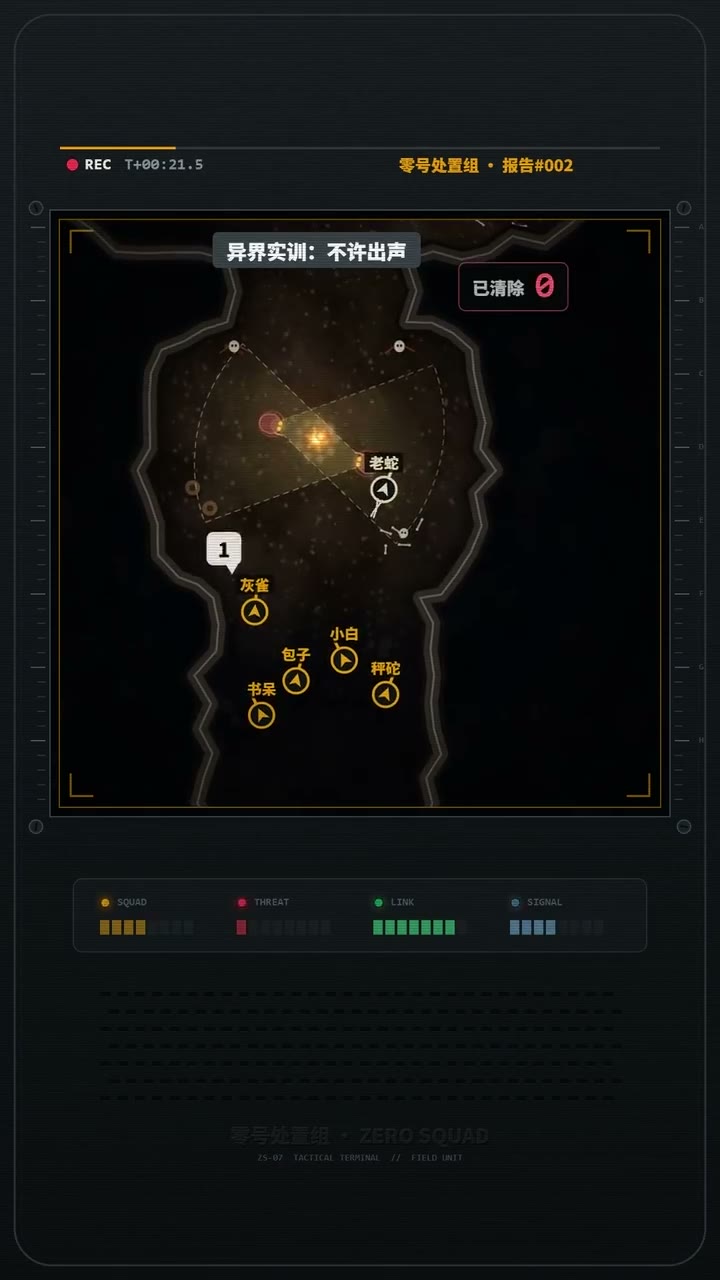 REC T+00:21.5
零号处置组 · 报告#002
异界实训: 不许出声
已清除 0
老蛇
1
灰雀
小白
包子
秤砣
书呆
SQUAD
THREAT
LINK
SIGNAL
零号处置组 · ZERO SQUAD
ZS-07 TACTICAL TERMINAL // FIELD UNIT
A
B
C
D
E
F
G
H